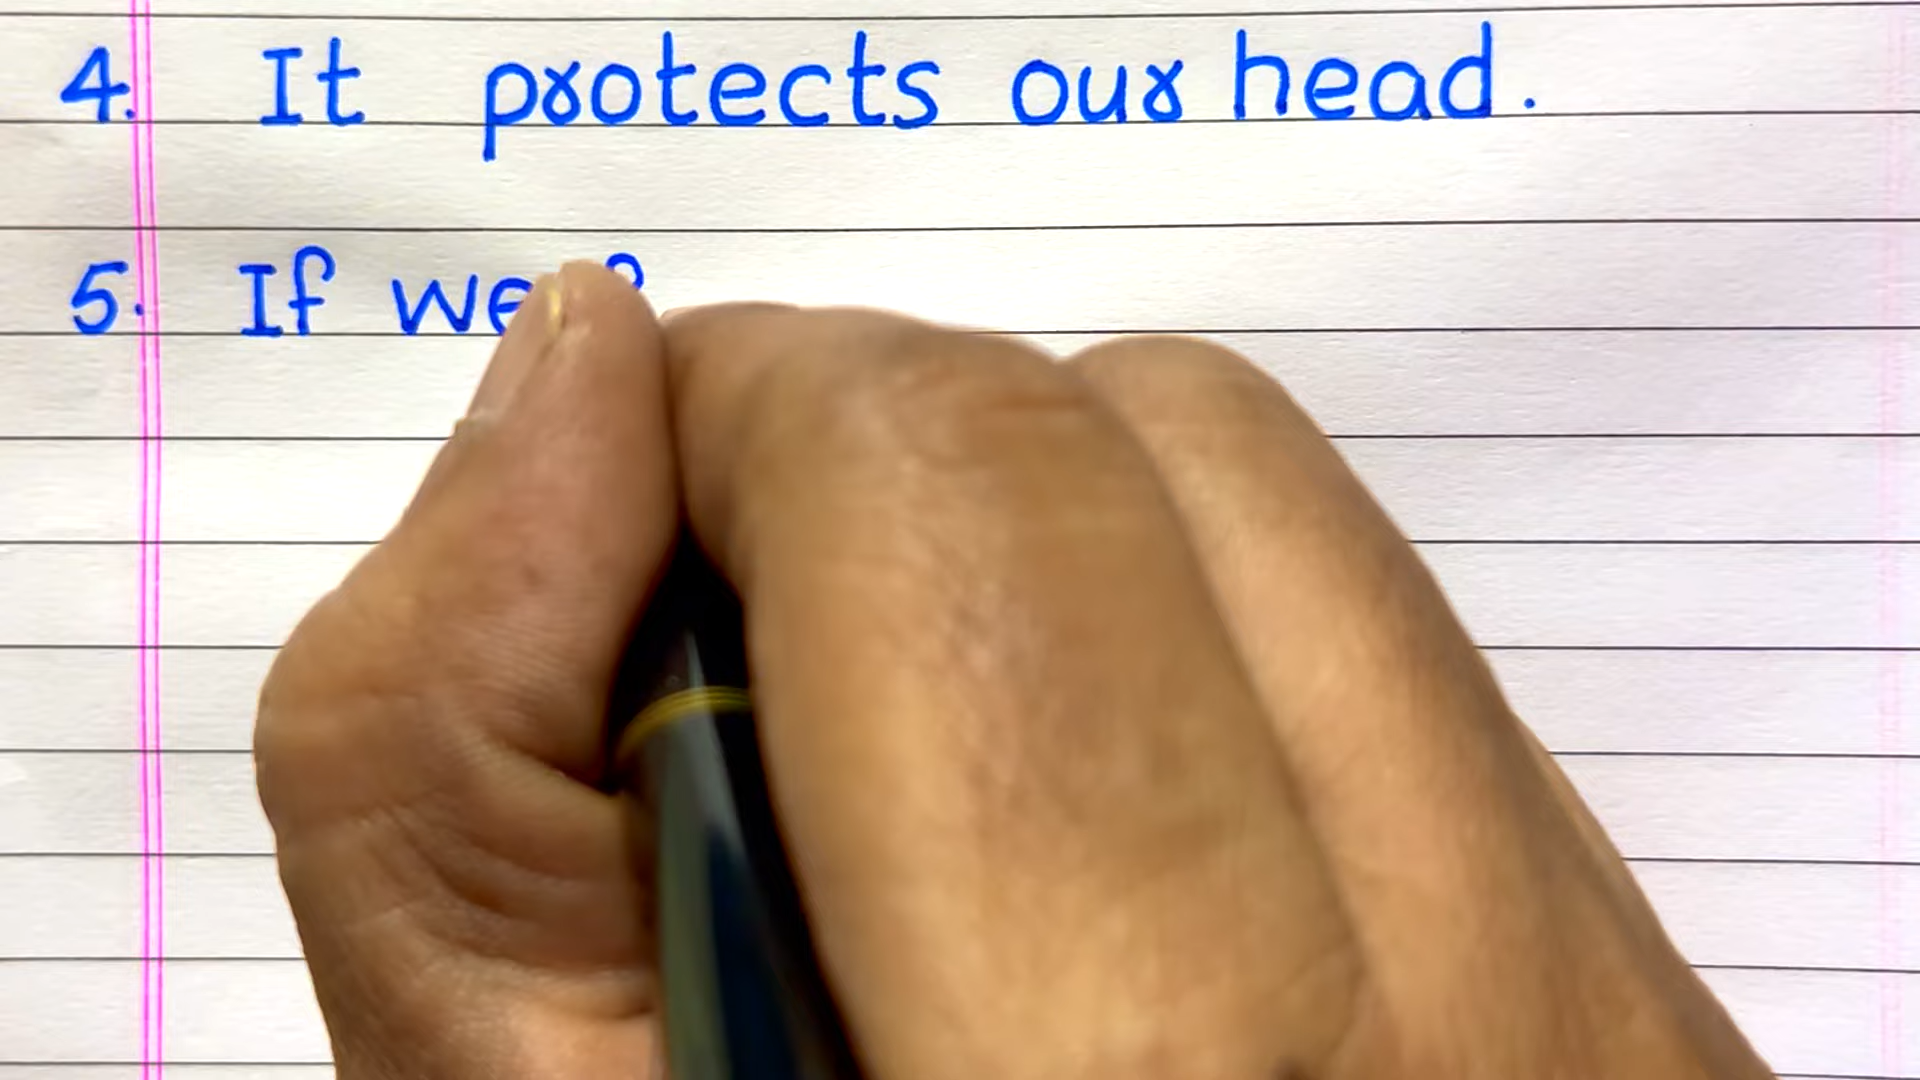 4. It protects our head.
5. If we